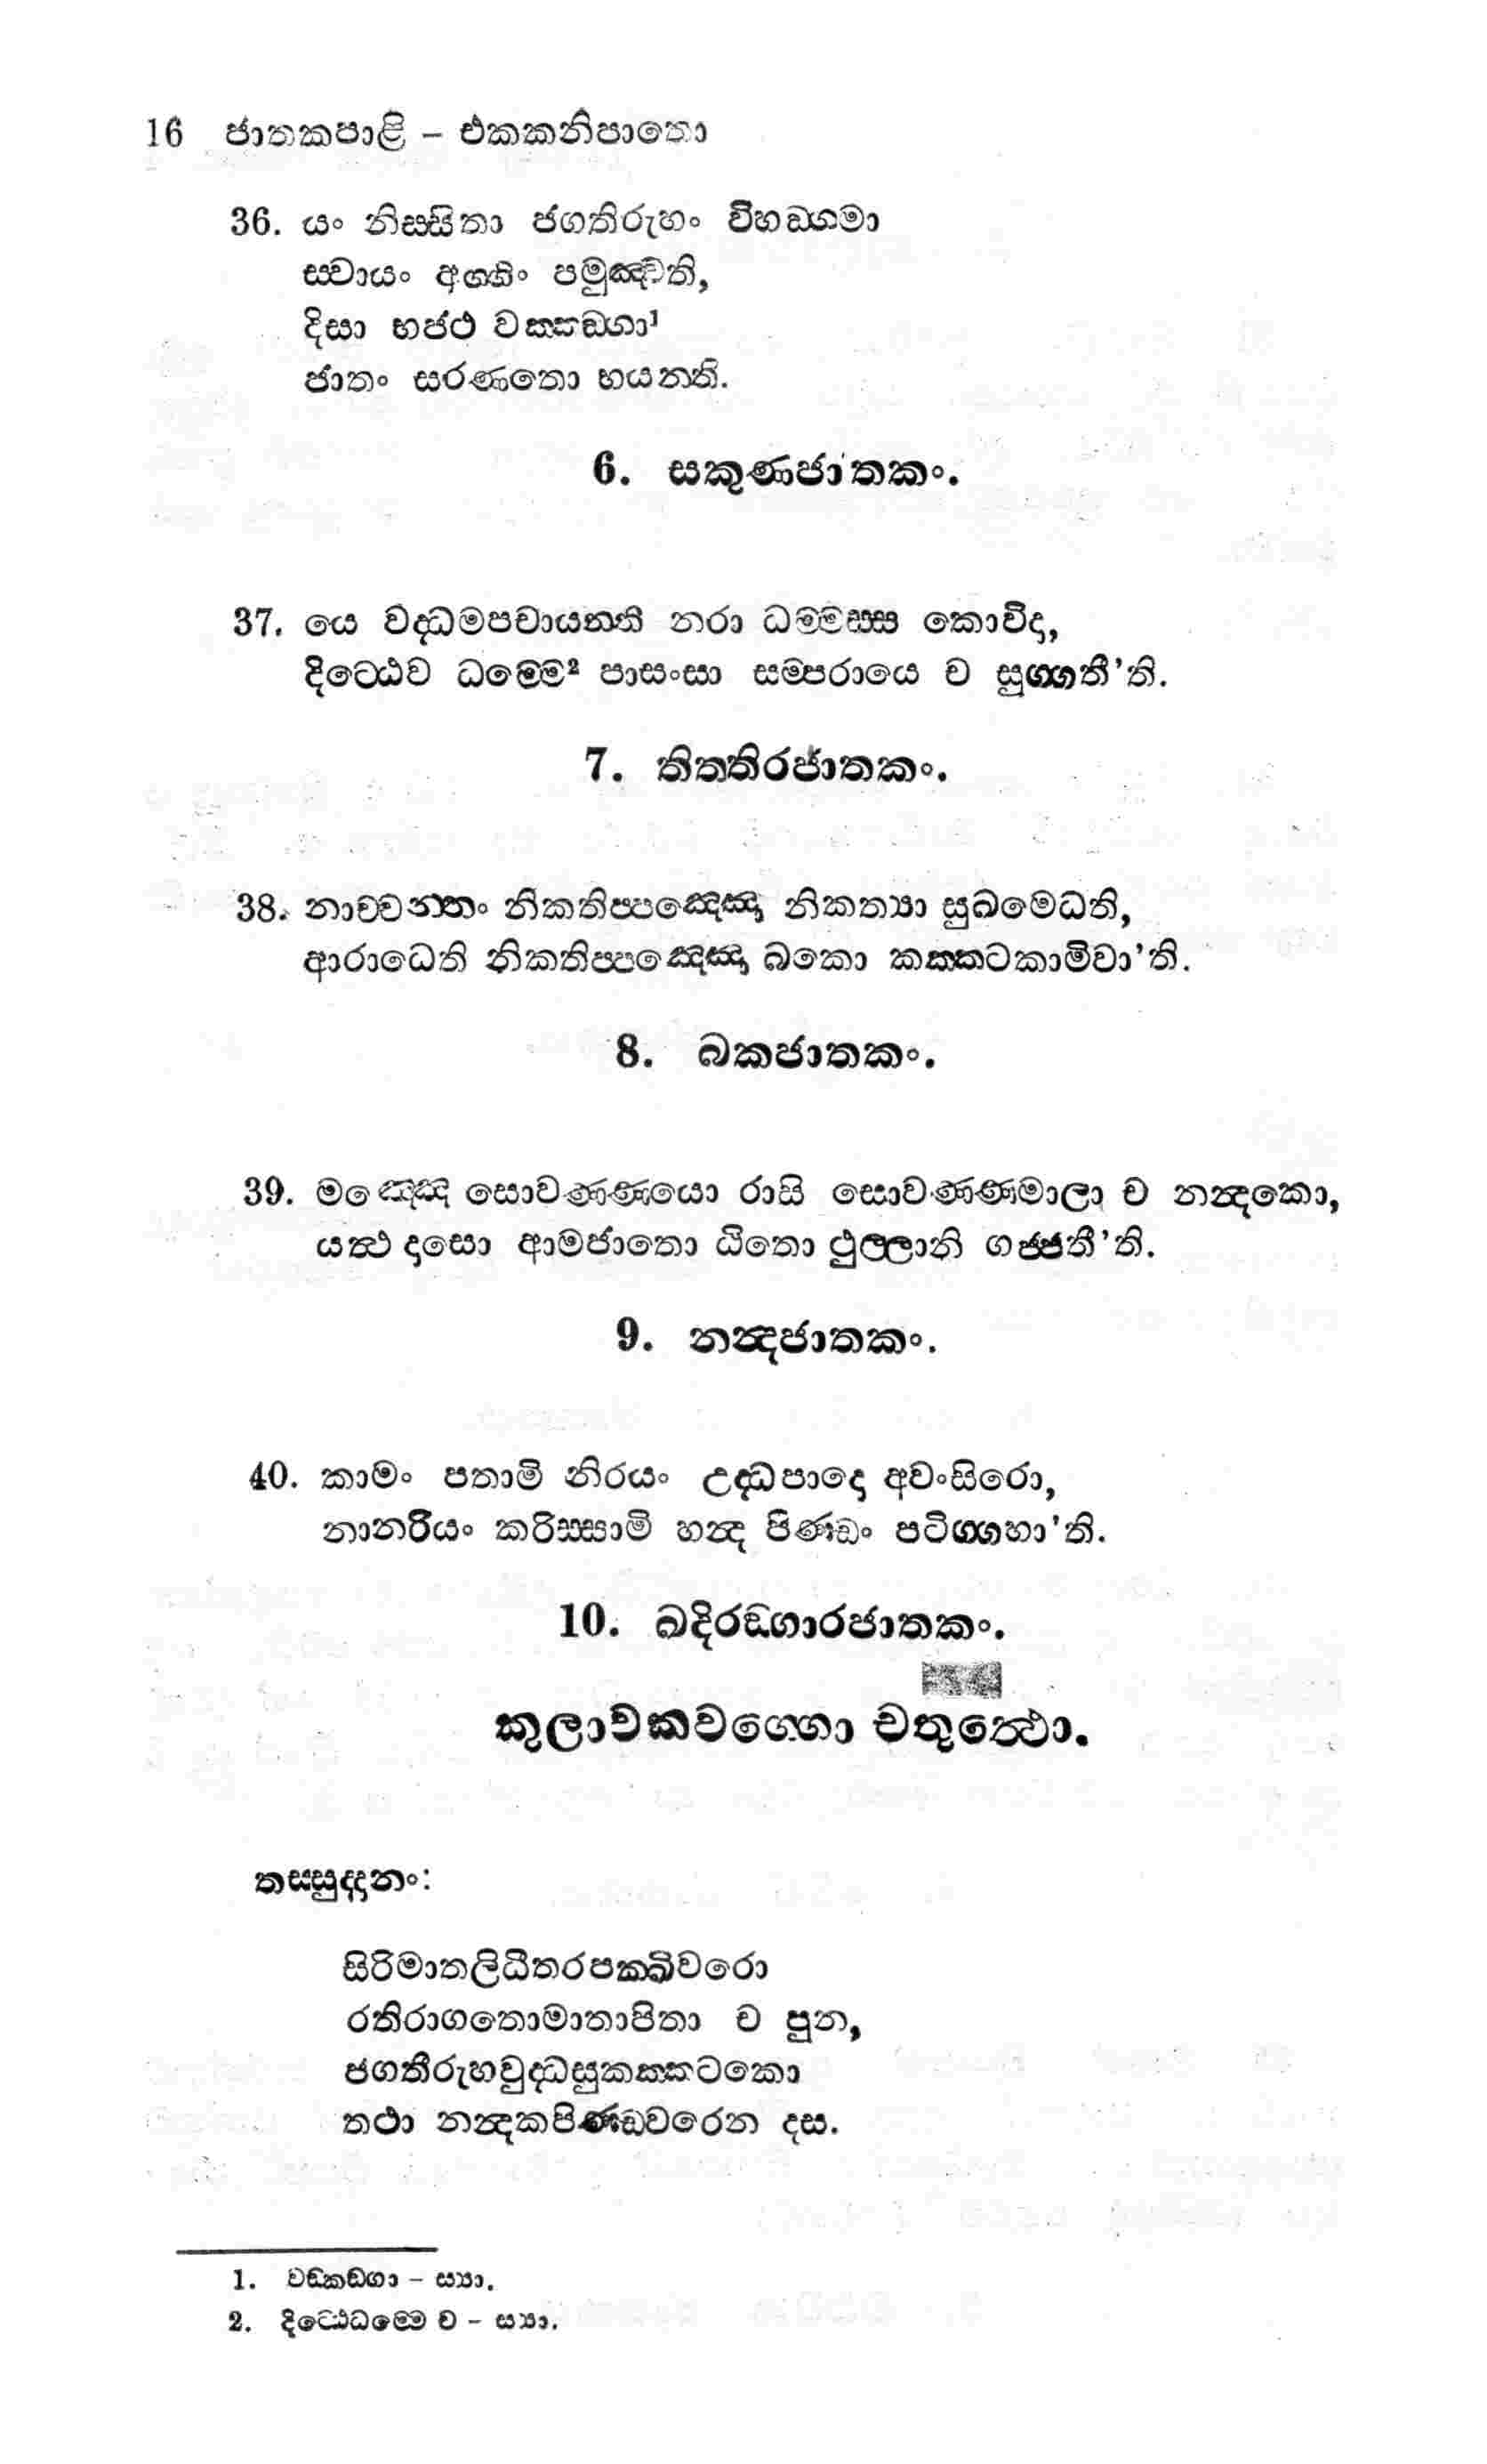 16 ජාතකපාළි – එකකනිපාතො
36. යං නිස්සිතා ජගතිරුහං විහඞ්ගමා
ස්වායං අග්ගිං පමුඤ්චති,
දිසා භජථ වක්කඞ්ගා¹
ජාතං සරණතො භයන්ති.
6. සකුණජාතකං.
37. යෙ වද්ධමපචායන්ති නරා ධම්මස්ස කොවිදා,
දිට්ඨෙව ධම්මෙ² පාසංසා සම්පරායෙ ච සුග්ගතී'ති.
7. තිත්තිරජාතකං.
38. නාච්චන්තං නිකතිප්පඤ්ඤො නිකත්‍යා සුඛමෙධති,
ආරාධෙති නිකතිප්පඤ්ඤො බකො කක්කටකාමිවා'ති.
8. බකජාතකං.
39. මඤ්ඤෙ සොවණ්ණයො රාසි සොවණ්ණමාලා ච නන්දකො,
යත්ථ දාසො ආමජාතො ඨිතො ථුල්ලානි ගජ්ජතී'ති.
9. නන්දජාතකං.
40. කාමං පතාමි නිරයං උද්ධපාදො අවංසිරො,
නානරියං කරිස්සාමි හන්ද පිණ්ඩං පටිග්ගහා'ති.
10. ඛදිරඞ්ගාරජාතකං.
කුලාවකවග්ගො චතුත්ථො.
තස්සුද්දානං:
සිරිමාතලිධීතරපක්ඛිවරො
රතිරාගතොමාතාපිතා ච පුන,
ජගතීරුහවුද්ධසුකක්කටකො
තථා නන්දකපිණ්ඩවරෙන දස.
1. වඞ්කඞ්ගා – ස්‍යා.
2. දිට්ඨෙධම්මෙ ච – ස්‍යා.